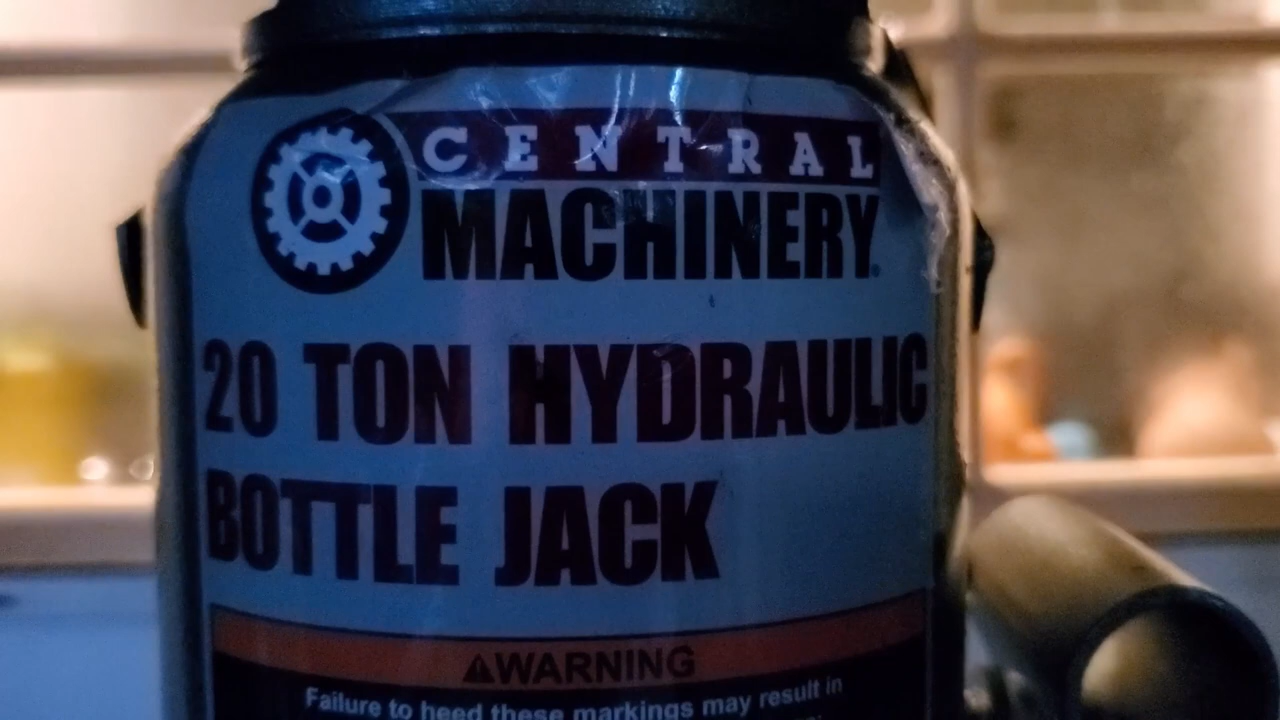 CENTRAL
MACHINERY®
20 TON HYDRAULIC
BOTTLE JACK
⚠WARNING
Failure to heed these markings may result in